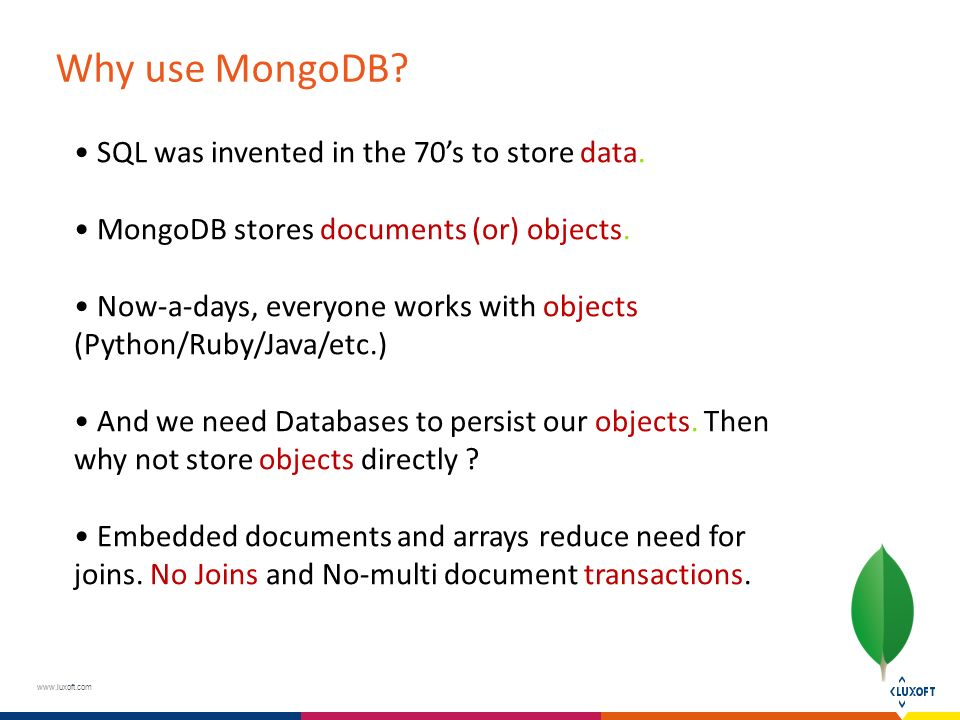 Why use MongoDB?
• SQL was invented in the 70’s to store data.
• MongoDB stores documents (or) objects.
• Now-a-days, everyone works with objects
(Python/Ruby/Java/etc.)
• And we need Databases to persist our objects. Then
why not store objects directly ?
• Embedded documents and arrays reduce need for
joins. No Joins and No-multi document transactions.
www.luxoft.com
LUXOFT